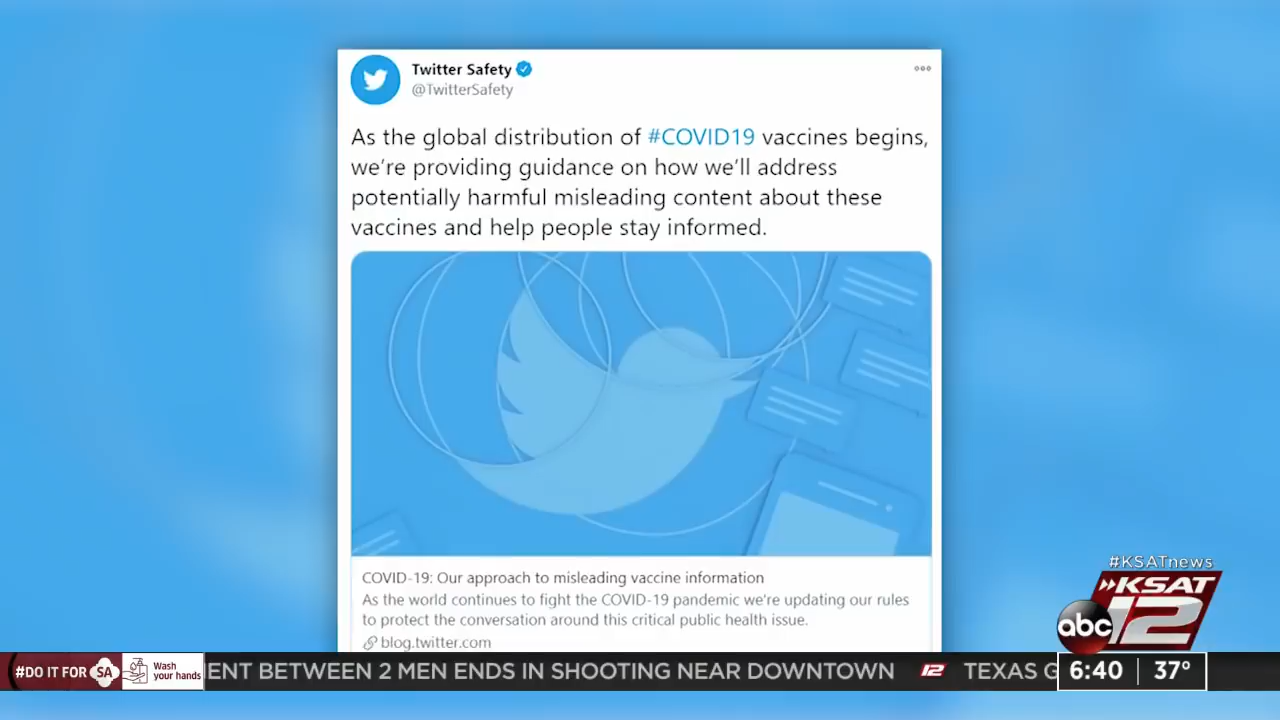 Twitter Safety
@TwitterSafety
As the global distribution of #COVID19 vaccines begins,
we're providing guidance on how we'll address
potentially harmful misleading content about these
vaccines and help people stay informed.
COVID-19: Our approach to misleading vaccine information
As the world continues to fight the COVID-19 pandemic we're updating our rules
to protect the conversation around this critical public health issue.
blog.twitter.com
#KSATnews
KSAT
abc 12
#DO IT FOR SA
Wash
your hands
ENT BETWEEN 2 MEN ENDS IN SHOOTING NEAR DOWNTOWN 12 TEXAS G
6:40 37°